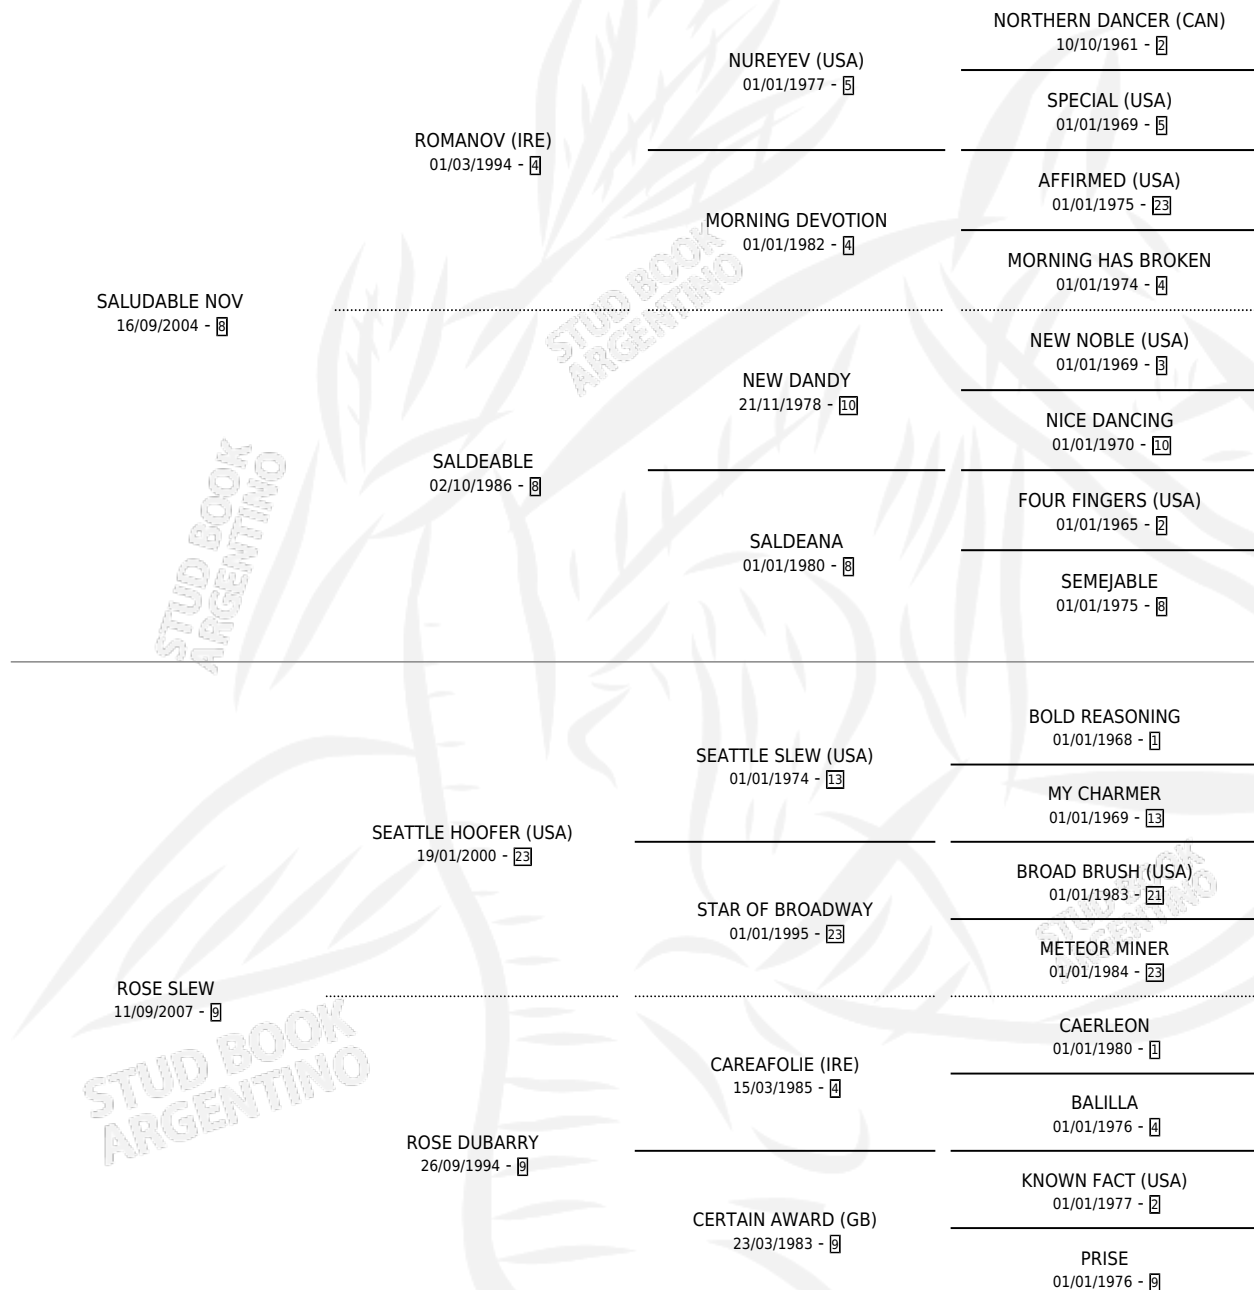 NORTHERN DANCER (CAN)
10/10/1961 - 2
NUREYEV (USA)
01/01/1977 - 5
SPECIAL (USA)
01/01/1969 - 5
ROMANOV (IRE)
01/03/1994 - 4
AFFIRMED (USA)
01/01/1975 - 23
MORNING DEVOTION
01/01/1982 - 4
MORNING HAS BROKEN
01/01/1974 - 4
SALUDABLE NOV
16/09/2004 - 8
NEW NOBLE (USA)
01/01/1969 - 3
NEW DANDY
21/11/1978 - 10
NICE DANCING
01/01/1970 - 10
SALDEABLE
02/10/1986 - 8
FOUR FINGERS (USA)
01/01/1965 - 2
SALDEANA
01/01/1980 - 8
SEMEJABLE
01/01/1975 - 8
BOLD REASONING
01/01/1968 - 1
SEATTLE SLEW (USA)
01/01/1974 - 13
MY CHARMER
01/01/1969 - 13
SEATTLE HOOFER (USA)
19/01/2000 - 23
BROAD BRUSH (USA)
01/01/1983 - 21
STAR OF BROADWAY
01/01/1995 - 23
METEOR MINER
01/01/1984 - 23
ROSE SLEW
11/09/2007 - 9
CAERLEON
01/01/1980 - 1
CAREAFOLIE (IRE)
15/03/1985 - 4
BALILLA
01/01/1976 - 4
ROSE DUBARRY
26/09/1994 - 9
KNOWN FACT (USA)
01/01/1977 - 2
CERTAIN AWARD (GB)
23/03/1983 - 9
PRISE
01/01/1976 - 9
STUD BOOK
ARGENTINO
STUD BOOK
ARGENTINO
STUD BOOK
ARGENTINO
STUD BOOK
ARGENTINO